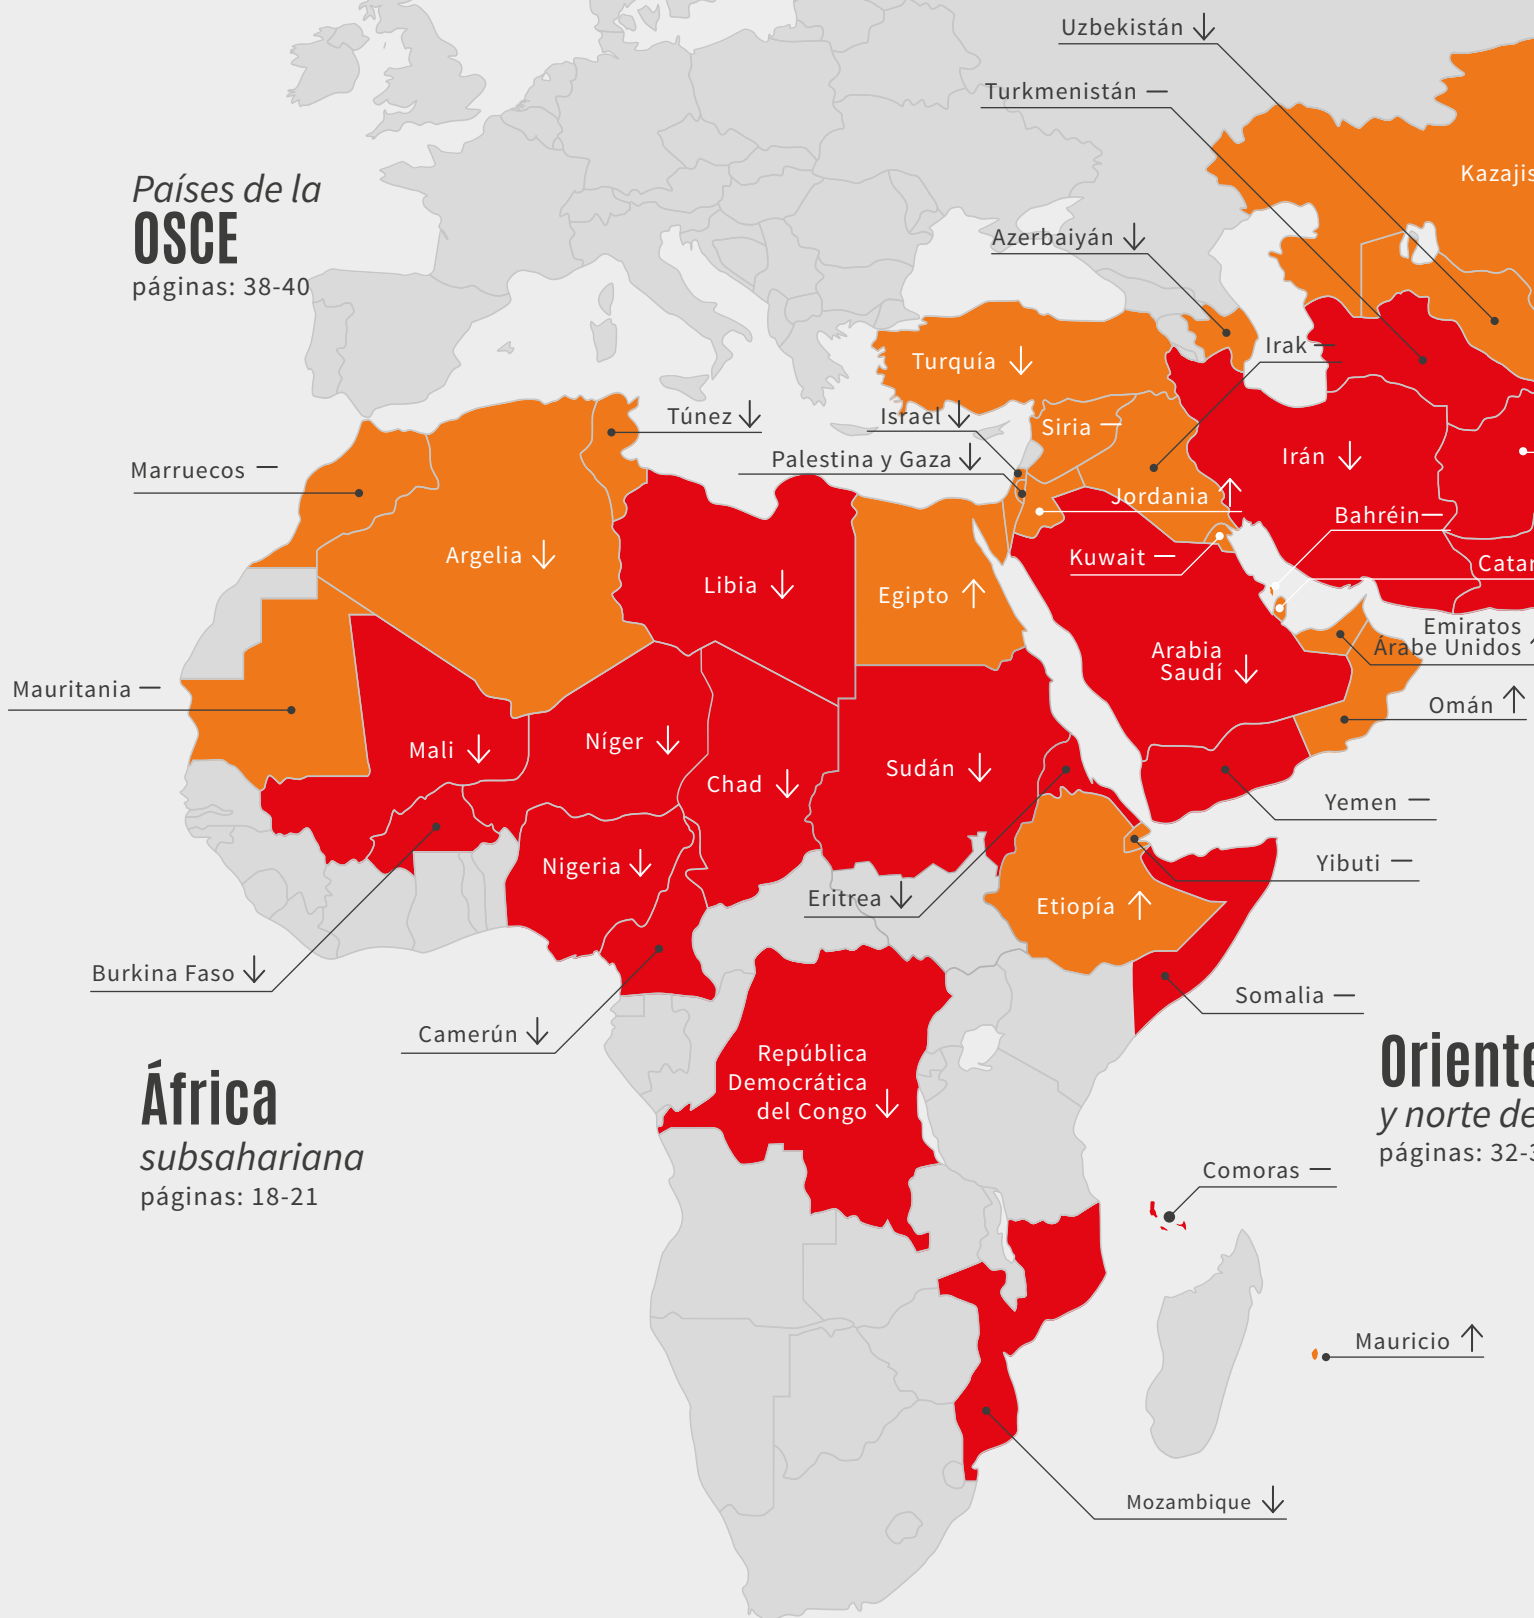 Uzbekistán ↓
Turkmenistán —
Kazajis
Países de la
OSCE
páginas: 38-40
Azerbaiyán ↓
Irak —
Turquía ↓
Túnez ↓
Israel ↓
Siria —
Marruecos —
Palestina y Gaza ↓
Irán ↓
Jordania ↑
Bahréin —
Argelia ↓
Libia ↓
Egipto ↑
Kuwait —
Catar
Emiratos
Árabe Unidos
Arabia
Saudí ↓
Mauritania —
Omán ↑
Mali ↓
Níger ↓
Chad ↓
Sudán ↓
Yemen —
Nigeria ↓
Yibuti —
Eritrea ↓
Etiopía ↑
Burkina Faso ↓
Somalia —
Camerún ↓
República
Democrática
del Congo ↓
África
subsahariana
páginas: 18-21
Oriente
y norte de
páginas: 32-3
Comoras —
Mauricio ↑
Mozambique ↓